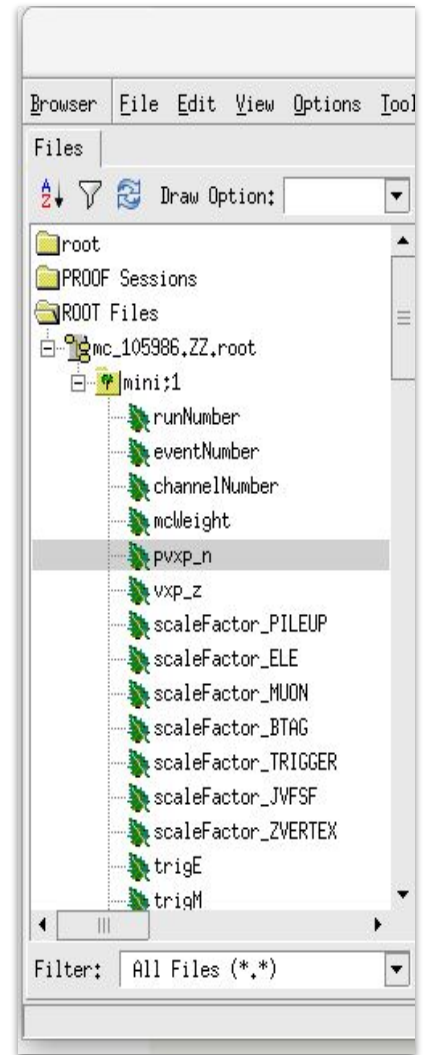 Browser File Edit View Options Tool
Files
A Z Draw Option:
root
PROOF Sessions
ROOT Files
mc_105986.ZZ.root
mini;1
runNumber
eventNumber
channelNumber
mcWeight
pvxp_n
vxp_z
scaleFactor_PILEUP
scaleFactor_ELE
scaleFactor_MUON
scaleFactor_BTAG
scaleFactor_TRIGGER
scaleFactor_JVFSF
scaleFactor_ZVERTEX
trigE
trigM
Filter: All Files (*.*)